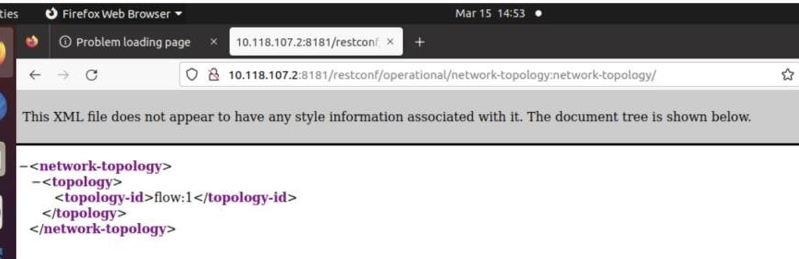 ties Firefox Web Browser Mar 15 14:53
Problem loading page × 10.118.107.2:8181/restconf × +
10.118.107.2:8181/restconf/operational/network-topology:network-topology/
This XML file does not appear to have any style information associated with it. The document tree is shown below.
−<network-topology>
−<topology>
<topology-id>flow:1</topology-id>
</topology>
</network-topology>